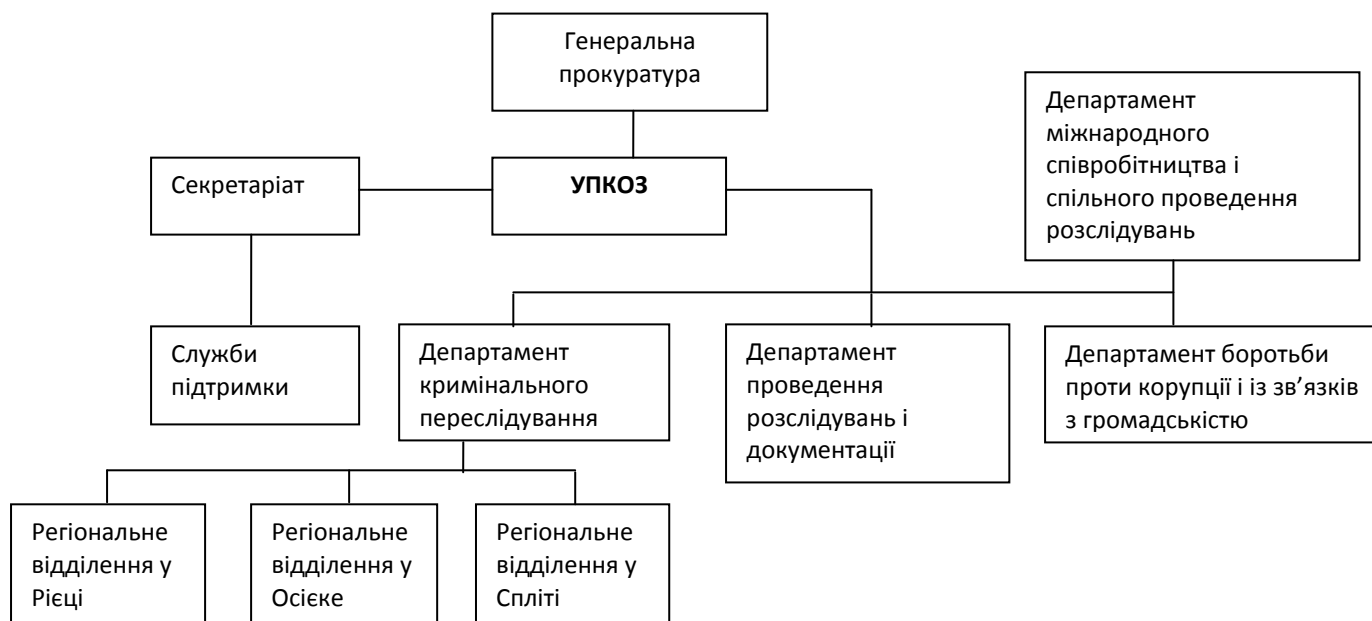 Генеральна
прокуратура
Департамент
міжнародного
співробітництва і
спільного проведення
розслідувань
Секретаріат
УПКОЗ
Служби
підтримки
Департамент
кримінального
переслідування
Департамент
проведення
розслідувань і
документації
Департамент боротьби
проти корупції і із зв’язків
з громадськістю
Регіональне
відділення у
Рієці
Регіональне
відділення у
Осієке
Регіональне
відділення у
Спліті